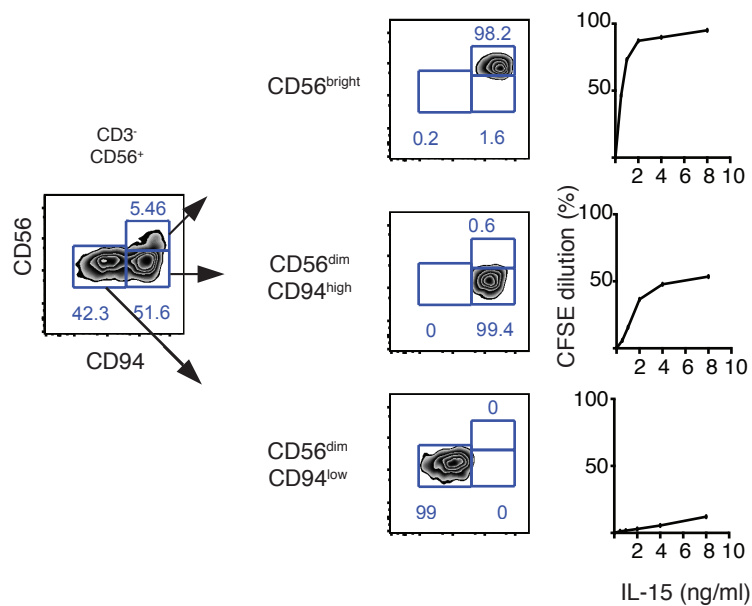 CD3-
CD56+
5.46
42.3 51.6
CD56
CD94
CD56bright
98.2
0.2 1.6
100
50
2 4 6 8 10
CD56dim
CD94high
0.6
0 99.4
100
50
2 4 6 8 10
CD56dim
CD94low
0
99 0
100
50
2 4 6 8 10
CFSE dilution (%)
IL-15 (ng/ml)